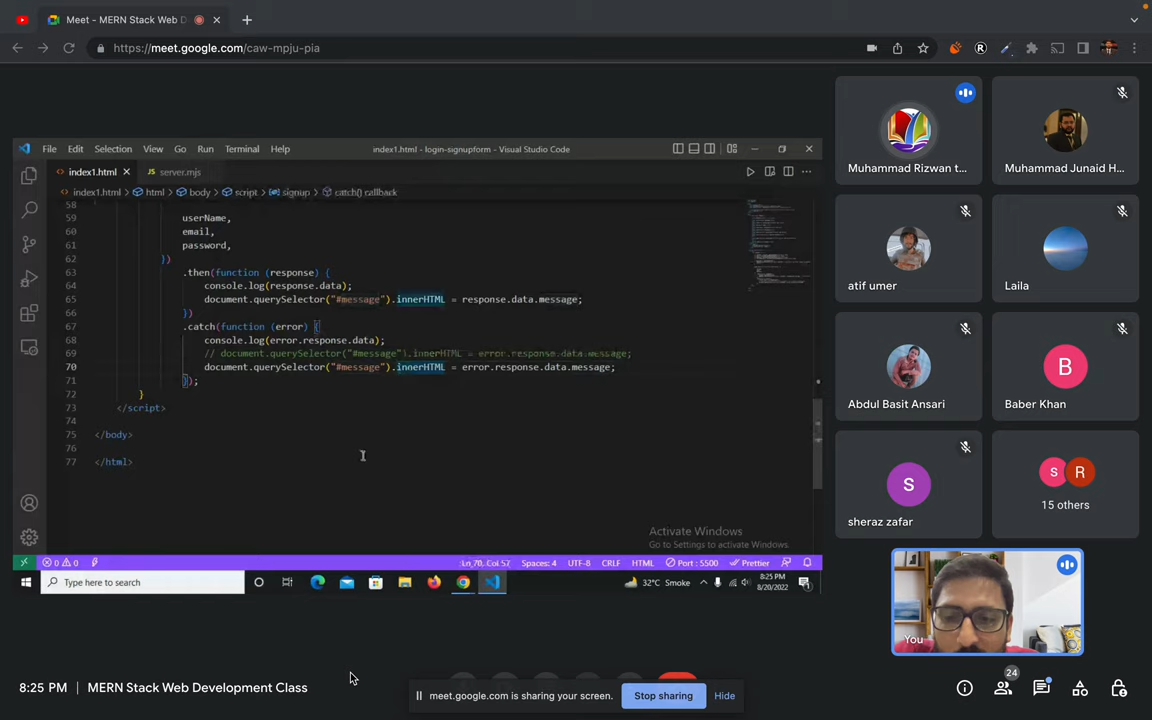 Meet - MERN Stack Web D
https://meet.google.com/caw-mpju-pia
File Edit Selection View Go Run Terminal Help
index1.html - login-signupform - Visual Studio Code
index1.html
server.mjs
index1.html > html > body > script > signup > catch() callback
58
59 userName,
60 email,
61 password,
62 })
63 .then(function (response) {
64 console.log(response.data);
65 document.querySelector("#message").innerHTML = response.data.message;
66 })
67 .catch(function (error) {
68 console.log(error.response.data);
69 // document.querySelector("#message").innerHTML = error.response.data.message;
70 document.querySelector("#message").innerHTML = error.response.data.message;
71 });
72 }
73 </script>
74
75 </body>
76
77 </html>
Activate Windows
Go to Settings to activate Windows
0 0
Ln 70, Col 57 Spaces: 4 UTF-8 CRLF HTML Port : 5500 Prettier
Type here to search
32°C Smoke
8:25 PM
8/20/2022
Muhammad Rizwan t...
Muhammad Junaid H...
atif umer
Laila
Abdul Basit Ansari
B
Baber Khan
S
sheraz zafar
s R
15 others
You
8:25 PM | MERN Stack Web Development Class
meet.google.com is sharing your screen.
Stop sharing
Hide
24